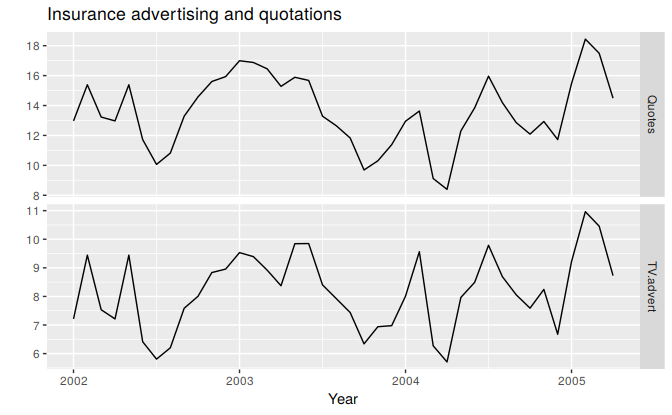 Insurance advertising and quotations
18
16
14
12
10
8
Quotes
11
10
9
8
7
6
TV.advert
2002 2003 2004 2005
Year